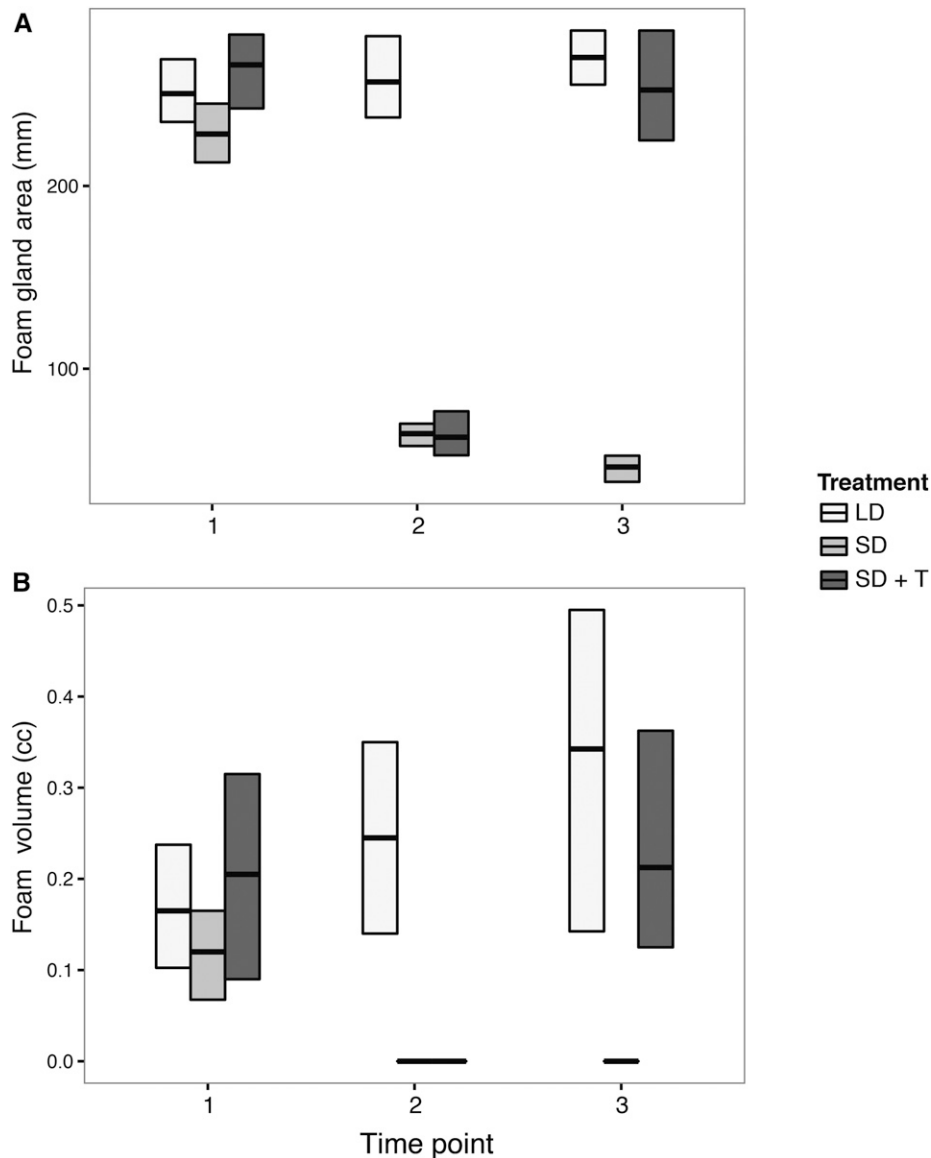 A
Foam gland area (mm)
200
100
1 2 3
Treatment
LD
SD
SD + T
B
Foam volume (cc)
0.5
0.4
0.3
0.2
0.1
0.0
1 2 3
Time point